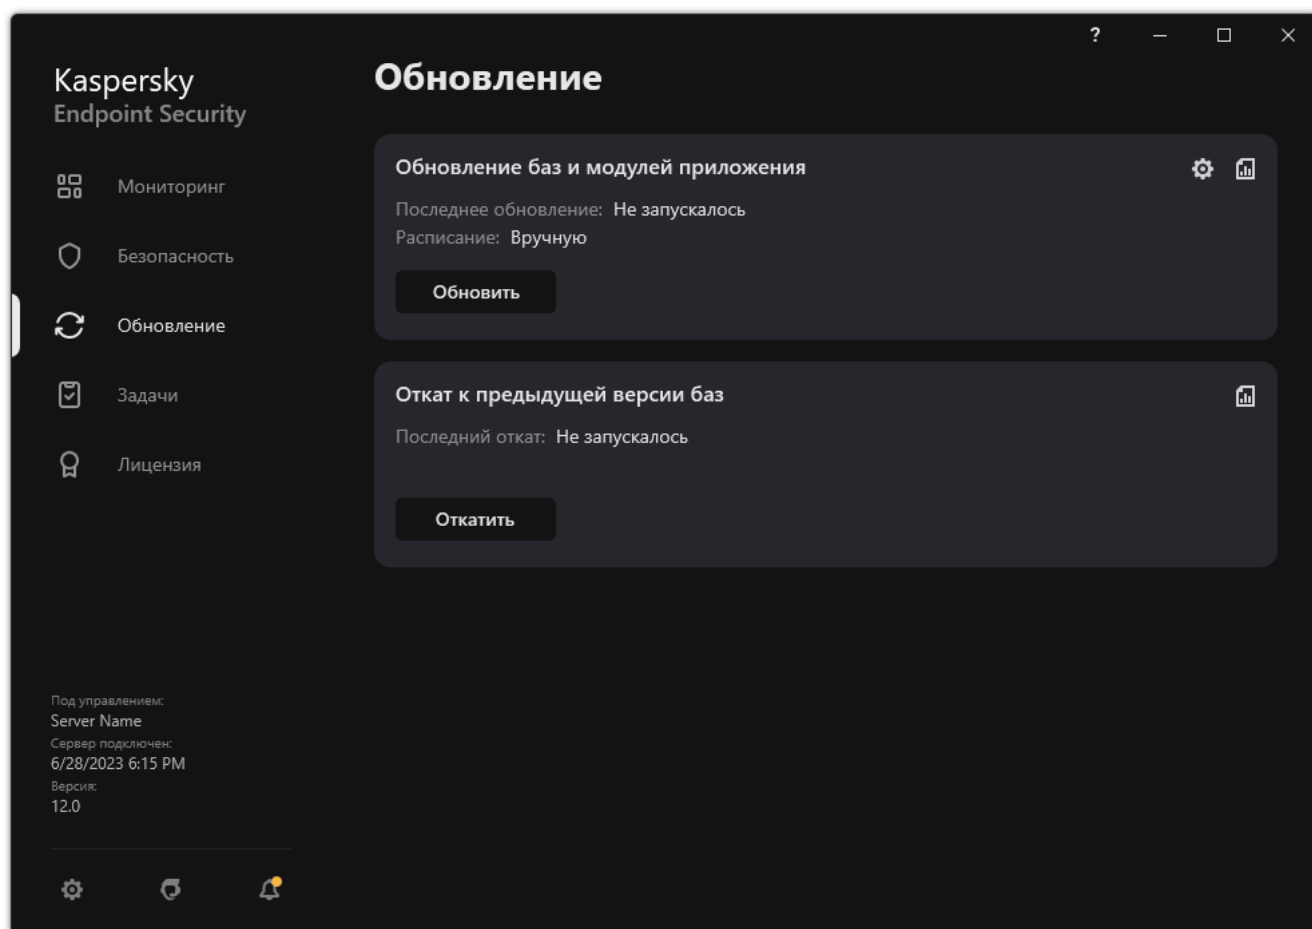 ?
Kaspersky
Endpoint Security
Мониторинг
Безопасность
Обновление
Задачи
Лицензия
Под управлением:
Server Name
Сервер подключен:
6/28/2023 6:15 PM
Версия:
12.0
Обновление
Обновление баз и модулей приложения
Последнее обновление: Не запускалось
Расписание: Вручную
Обновить
Откат к предыдущей версии баз
Последний откат: Не запускалось
Откатить